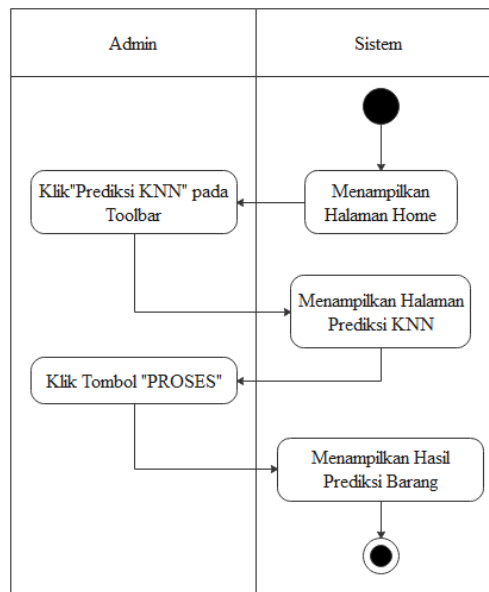 Admin
Sistem
Klik"Prediksi KNN" pada
Toolbar
Menampilkan
Halaman Home
Menampilkan Halaman
Prediksi KNN
Klik Tombol "PROSES"
Menampilkan Hasil
Prediksi Barang